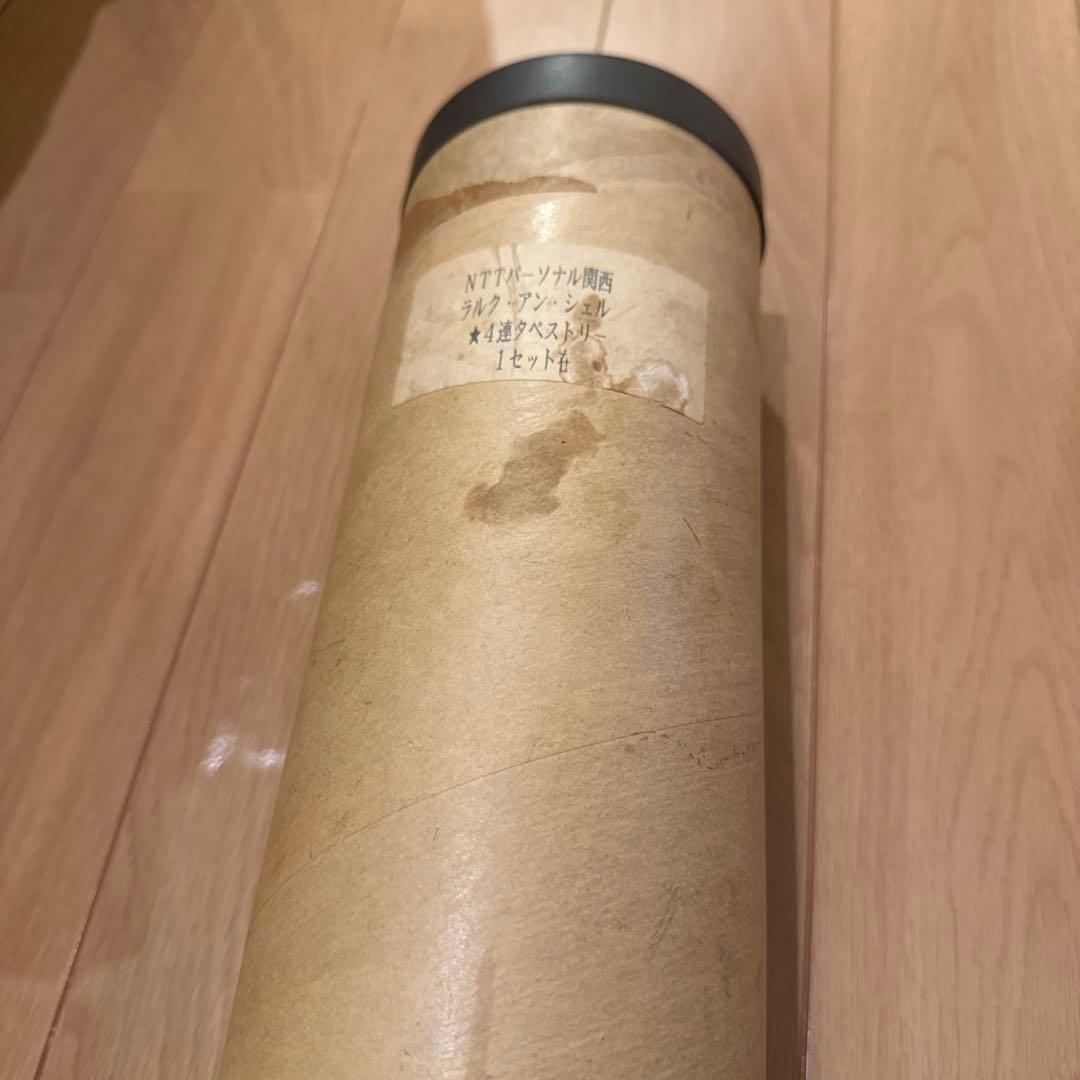 NTTパーソナル関西
ラルク・アン・シェル
★4連タペストリー
1セット右